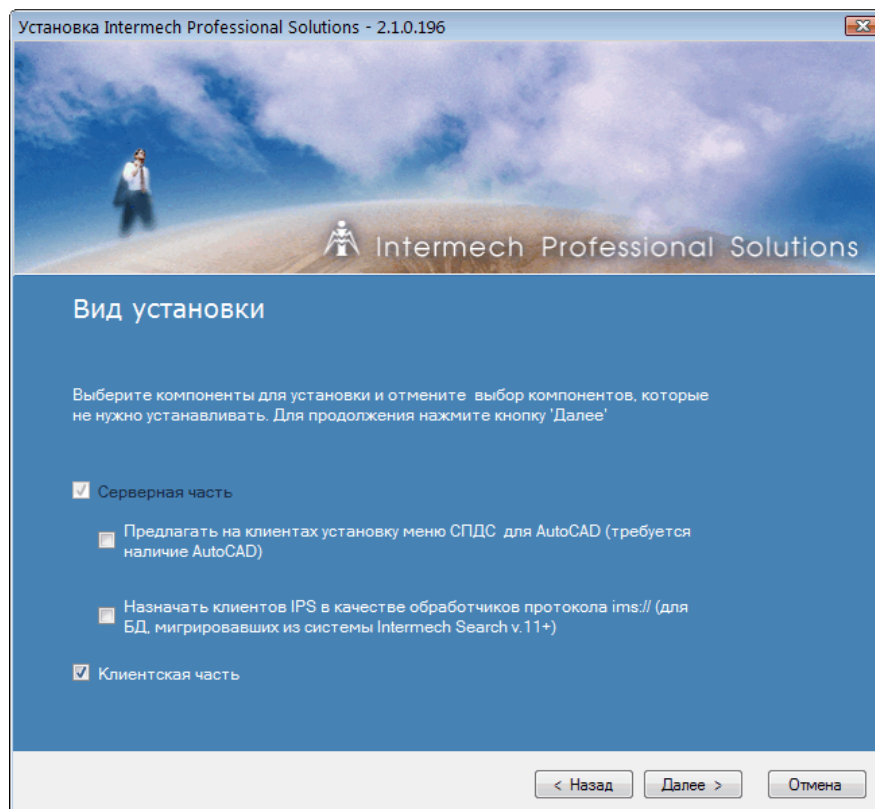 Установка Intermech Professional Solutions - 2.1.0.196
Intermech Professional Solutions
Вид установки
Выберите компоненты для установки и отмените выбор компонентов, которые
не нужно устанавливать. Для продолжения нажмите кнопку 'Далее'
Серверная часть
Предлагать на клиентах установку меню СПДС для AutoCAD (требуется
наличие AutoCAD)
Назначать клиентов IPS в качестве обработчиков протокола ims:// (для
БД, мигрировавших из системы Intermech Search v.11+)
Клиентская часть
< Назад Далее > Отмена